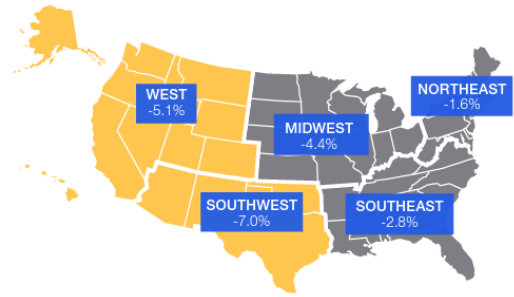 NORTHEAST
-1.6%
WEST
-5.1%
MIDWEST
-4.4%
SOUTHWEST
-7.0%
SOUTHEAST
-2.8%